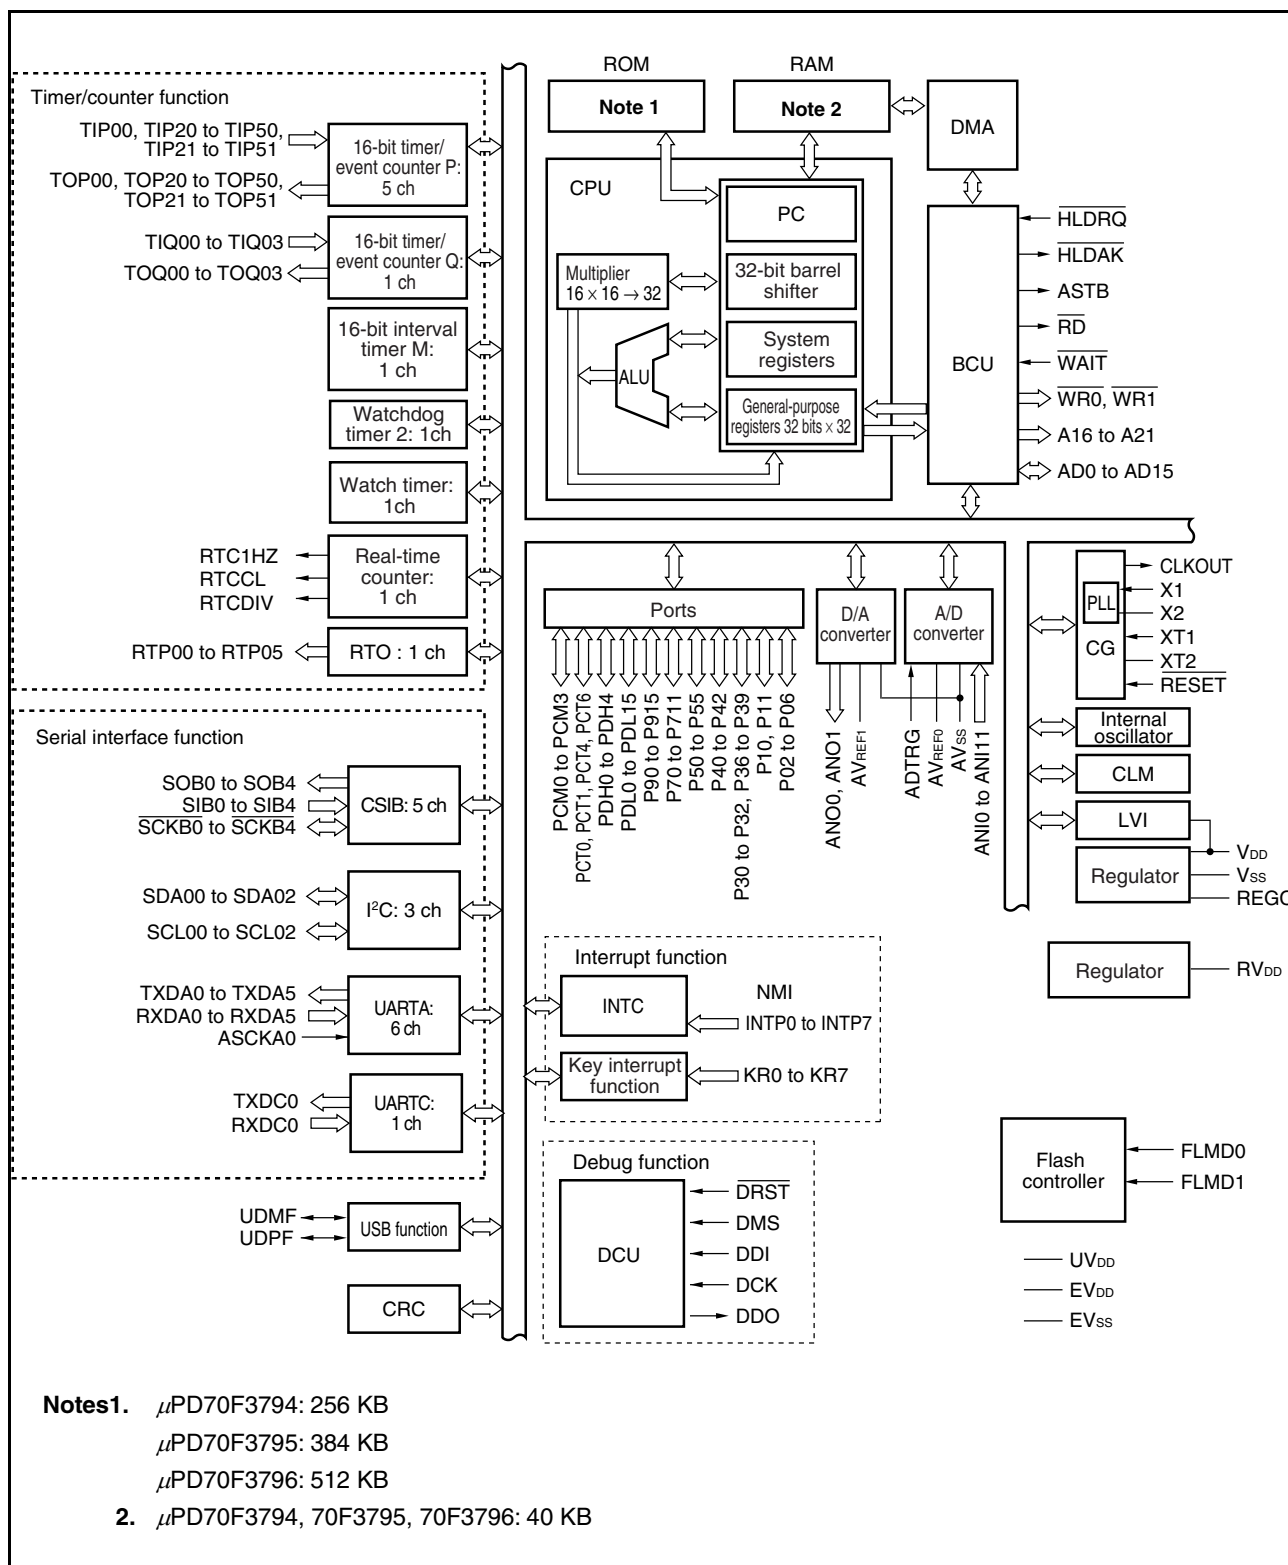 Timer/counter function
TIP00, TIP20 to TIP50,
TIP21 to TIP51
TOP00, TOP20 to TOP50,
TOP21 to TOP51
16-bit timer/
event counter P:
5 ch
TIQ00 to TIQ03
TOQ00 to TOQ03
16-bit timer/
event counter Q:
1 ch
16-bit interval
timer M:
1 ch
Watchdog
timer 2: 1ch
Watch timer:
1ch
RTC1HZ
RTCCL
RTCDIV
Real-time
counter:
1 ch
RTP00 to RTP05
RTO : 1 ch
Serial interface function
SOB0 to SOB4
SIB0 to SIB4
SCKB0 to SCKB4
CSIB: 5 ch
SDA00 to SDA02
SCL00 to SCL02
I²C: 3 ch
TXDA0 to TXDA5
RXDA0 to RXDA5
ASCKA0
UARTA:
6 ch
TXDC0
RXDC0
UARTC:
1 ch
UDMF
UDPF
USB function
CRC
ROM
Note 1
RAM
Note 2
DMA
CPU
PC
Multiplier
16 × 16 → 32
32-bit barrel
shifter
System
registers
ALU
General-purpose
registers 32 bits × 32
BCU
HLDRQ
HLDAK
ASTB
RD
WAIT
WR0, WR1
A16 to A21
AD0 to AD15
Ports
PCM0 to PCM3
PCT0, PCT1, PCT4, PCT6
PDH0 to PDH4
PDL0 to PDL15
P90 to P915
P70 to P711
P50 to P55
P40 to P42
P30 to P32, P36 to P39
P10, P11
P02 to P06
D/A
converter
A/D
converter
ANO0, ANO1
AVREF1
ADTRG
AVREF0
AVSS
ANI0 to ANI11
PLL
CG
CLKOUT
X1
X2
XT1
XT2
RESET
Internal
oscillator
CLM
LVI
Regulator
VDD
VSS
REGC
Regulator
RVDD
Interrupt function
INTC
NMI
INTP0 to INTP7
Key interrupt
function
KR0 to KR7
Debug function
DCU
DRST
DMS
DDI
DCK
DDO
Flash
controller
FLMD0
FLMD1
UVDD
EVDD
EVSS
Notes1. μPD70F3794: 256 KB
μPD70F3795: 384 KB
μPD70F3796: 512 KB
2. μPD70F3794, 70F3795, 70F3796: 40 KB